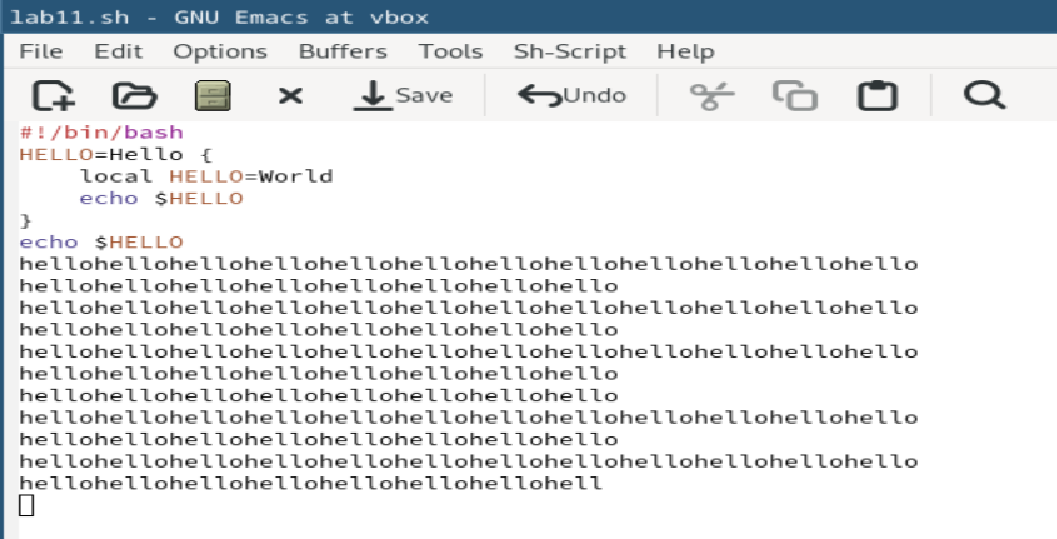 lab11.sh - GNU Emacs at vbox
File Edit Options Buffers Tools Sh-Script Help
Save Undo
#!/bin/bash
HELLO=Hello {
    local HELLO=World
    echo $HELLO
}
echo $HELLO
hellohellohellohellohellohellohellohellohellohellohellohello
hellohellohellohellohellohellohellohello
hellohellohellohellohellohellohellohellohellohellohellohello
hellohellohellohellohellohellohellohello
hellohellohellohellohellohellohellohellohellohellohellohello
hellohellohellohellohellohellohellohello
hellohellohellohellohellohellohellohello
hellohellohellohellohellohellohellohellohellohellohellohello
hellohellohellohellohellohellohellohello
hellohellohellohellohellohellohellohellohellohellohellohello
hellohellohellohellohellohellohellohell